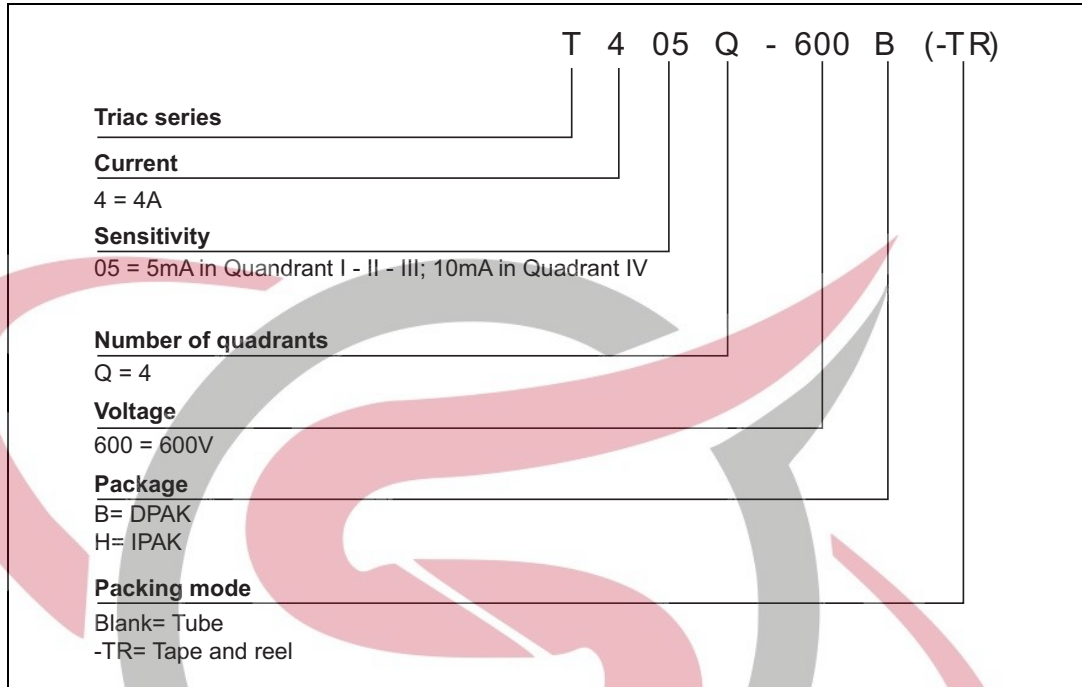 T 4 05 Q - 600 B (-TR)
Triac series
Current
4 = 4A
Sensitivity
05 = 5mA in Quandrant I - II - III; 10mA in Quadrant IV
Number of quadrants
Q = 4
Voltage
600 = 600V
Package
B= DPAK
H= IPAK
Packing mode
Blank= Tube
-TR= Tape and reel